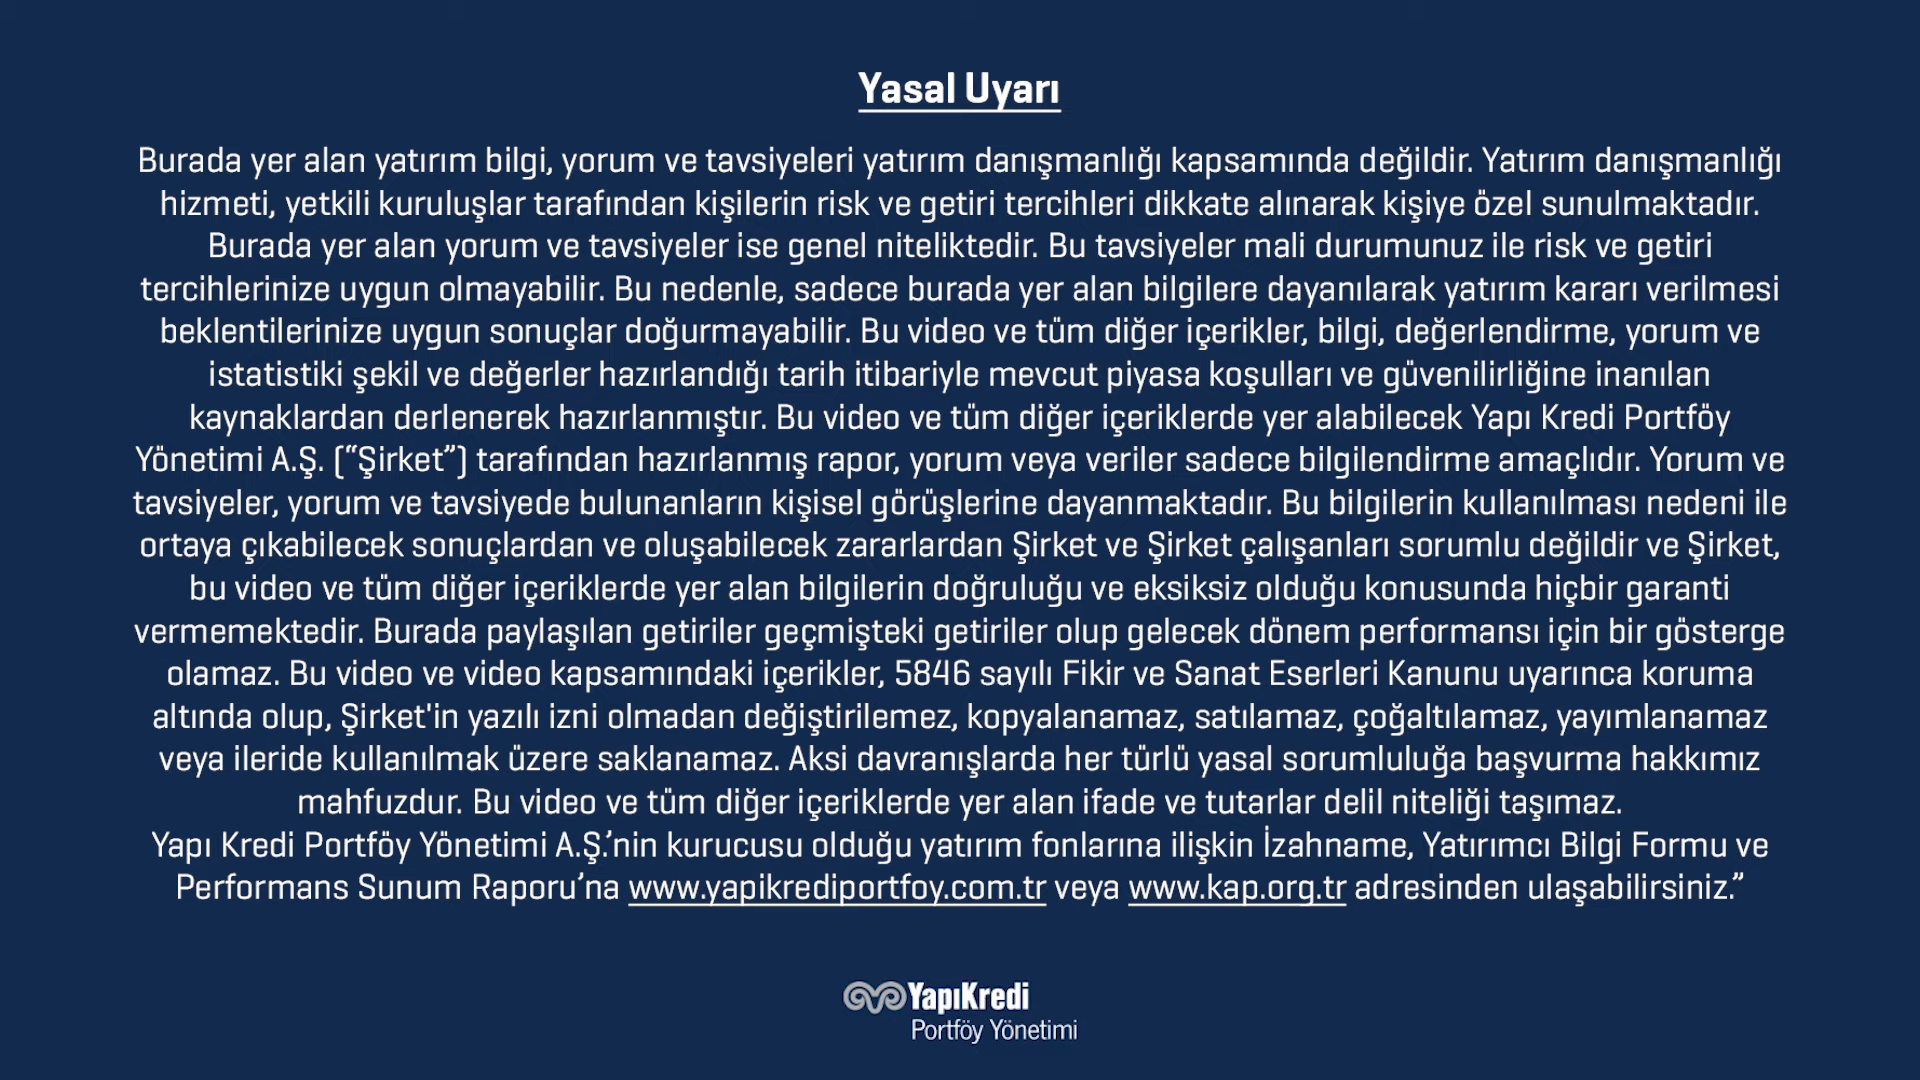 Yasal Uyarı
Burada yer alan yatırım bilgi, yorum ve tavsiyeleri yatırım danışmanlığı kapsamında değildir. Yatırım danışmanlığı
hizmeti, yetkili kuruluşlar tarafından kişilerin risk ve getiri tercihleri dikkate alınarak kişiye özel sunulmaktadır.
Burada yer alan yorum ve tavsiyeler ise genel niteliktedir. Bu tavsiyeler mali durumunuz ile risk ve getiri
tercihlerinize uygun olmayabilir. Bu nedenle, sadece burada yer alan bilgilere dayanılarak yatırım kararı verilmesi
beklentilerinize uygun sonuçlar doğurmayabilir. Bu video ve tüm diğer içerikler, bilgi, değerlendirme, yorum ve
istatistiki şekil ve değerler hazırlandığı tarih itibariyle mevcut piyasa koşulları ve güvenilirliğine inanılan
kaynaklardan derlenerek hazırlanmıştır. Bu video ve tüm diğer içeriklerde yer alabilecek Yapı Kredi Portföy
Yönetimi A.Ş. (“Şirket”) tarafından hazırlanmış rapor, yorum veya veriler sadece bilgilendirme amaçlıdır. Yorum ve
tavsiyeler, yorum ve tavsiyede bulunanların kişisel görüşlerine dayanmaktadır. Bu bilgilerin kullanılması nedeni ile
ortaya çıkabilecek sonuçlardan ve oluşabilecek zararlardan Şirket ve Şirket çalışanları sorumlu değildir ve Şirket,
bu video ve tüm diğer içeriklerde yer alan bilgilerin doğruluğu ve eksiksiz olduğu konusunda hiçbir garanti
vermemektedir. Burada paylaşılan getiriler geçmişteki getiriler olup gelecek dönem performansı için bir gösterge
olamaz. Bu video ve video kapsamındaki içerikler, 5846 sayılı Fikir ve Sanat Eserleri Kanunu uyarınca koruma
altında olup, Şirket'in yazılı izni olmadan değiştirilemez, kopyalanamaz, satılamaz, çoğaltılamaz, yayımlanamaz
veya ileride kullanılmak üzere saklanamaz. Aksi davranışlarda her türlü yasal sorumluluğa başvurma hakkımız
mahfuzdur. Bu video ve tüm diğer içeriklerde yer alan ifade ve tutarlar delil niteliği taşımaz.
Yapı Kredi Portföy Yönetimi A.Ş.’nin kurucusu olduğu yatırım fonlarına ilişkin İzahname, Yatırımcı Bilgi Formu ve
Performans Sunum Raporu’na www.yapikrediportfoy.com.tr veya www.kap.org.tr adresinden ulaşabilirsiniz.”
YapıKredi
Portföy Yönetimi